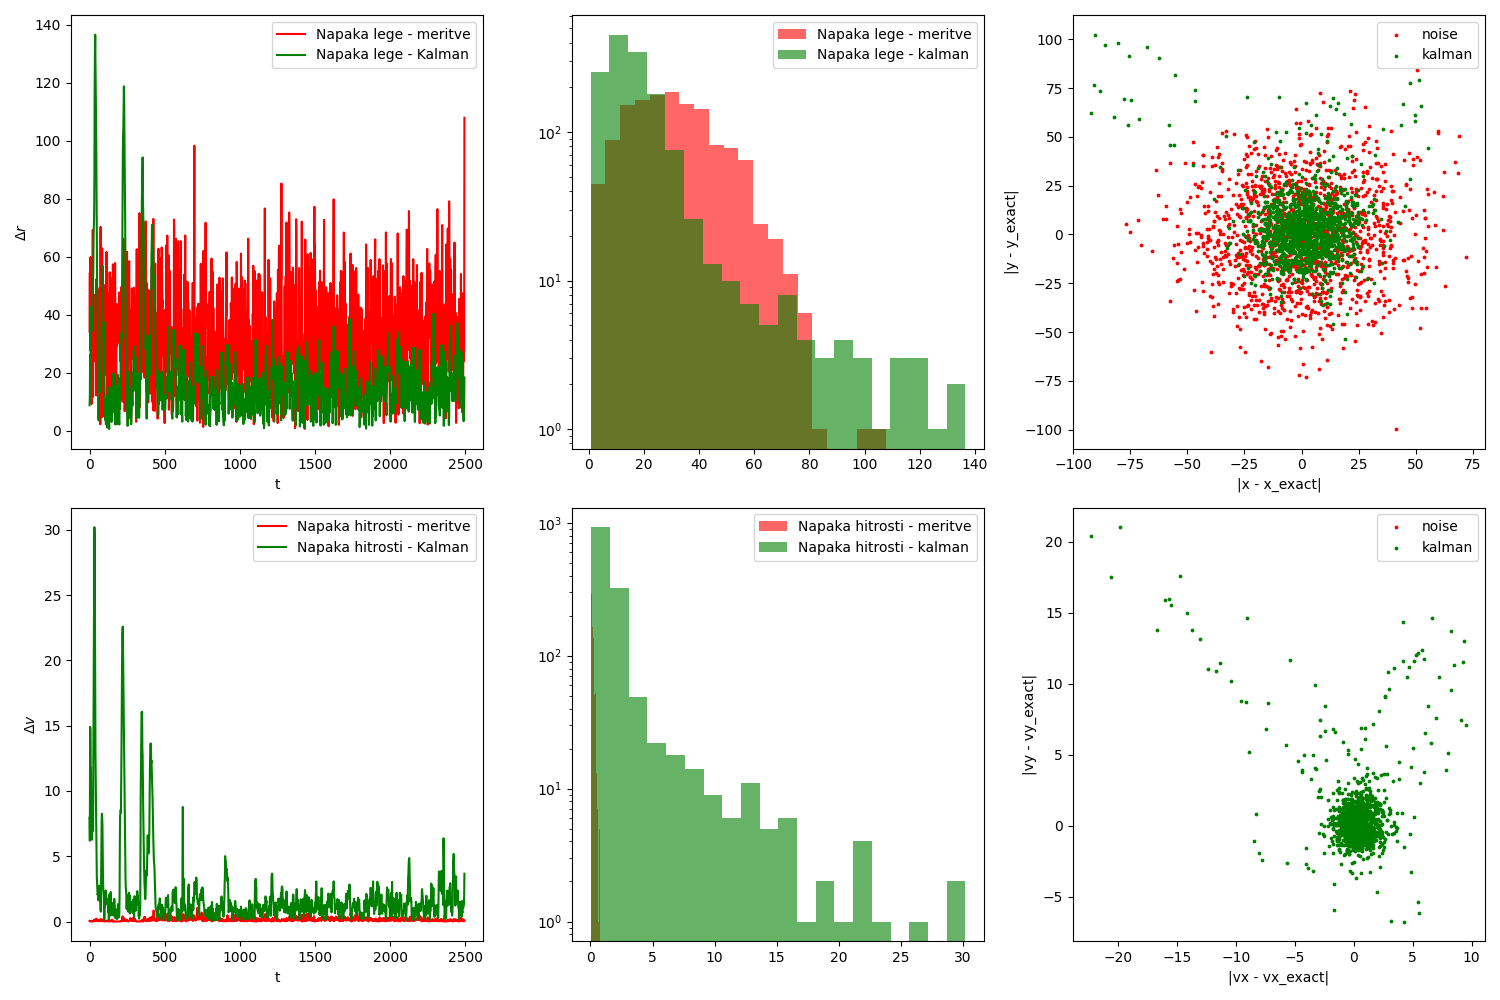 140
120
100
80
60
40
20
0
Δr
0 500 1000 1500 2000 2500
t
Napaka lege - meritve
Napaka lege - Kalman
10²
10¹
10⁰
0 20 40 60 80 100 120 140
Napaka lege - meritve
Napaka lege - kalman
100
75
50
25
0
−25
−50
−75
−100
|y - y_exact|
−100 −75 −50 −25 0 25 50 75
|x - x_exact|
noise
kalman
30
25
20
15
10
5
0
Δv
0 500 1000 1500 2000 2500
t
Napaka hitrosti - meritve
Napaka hitrosti - Kalman
10³
10²
10¹
10⁰
0 5 10 15 20 25 30
Napaka hitrosti - meritve
Napaka hitrosti - kalman
20
15
10
5
0
−5
|vy - vy_exact|
−20 −15 −10 −5 0 5 10
|vx - vx_exact|
noise
kalman